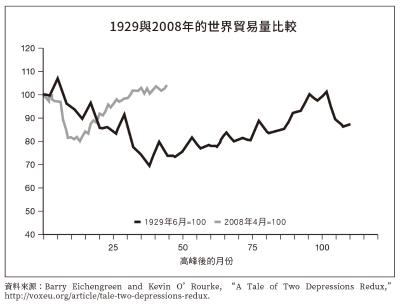 1929與2008年的世界貿易量比較
120
110
100
90
80
70
60
50
40
1929年6月=100 2008年4月=100
25 50 75 100
高峰後的月份
資料來源：Barry Eichengreen and Kevin O’Rourke, “A Tale of Two Depressions Redux,”
http://voxeu.org/article/tale-two-depressions-redux.